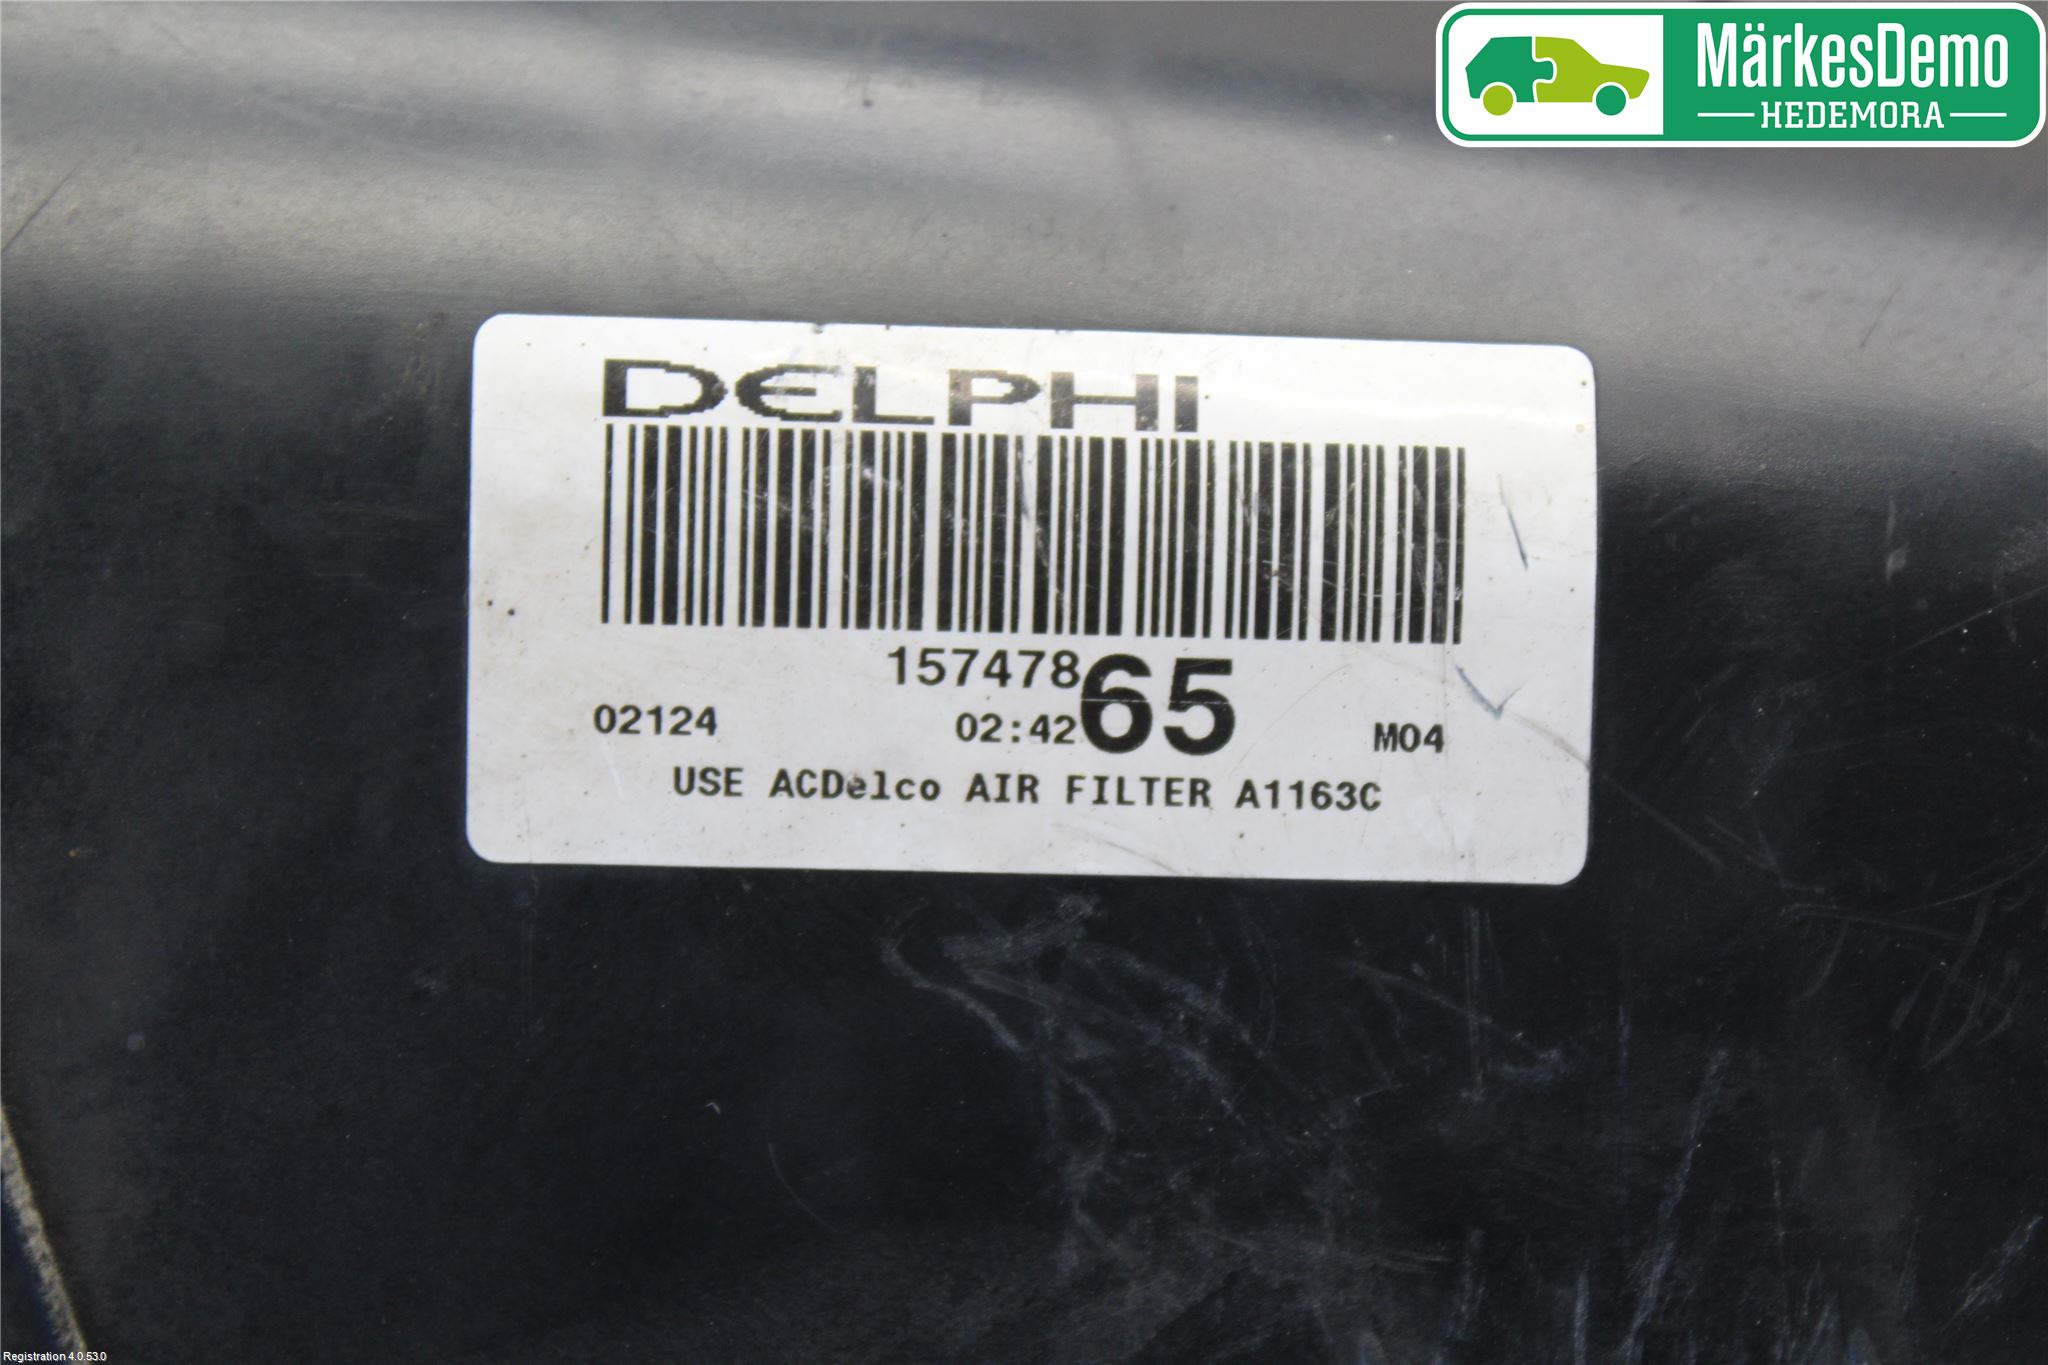 MärkesDemo
HEDEMORA
DELPHI
15747865
02124 02:42 M04
USE ACDelco AIR FILTER A1163C
Registration 4.0.53.0